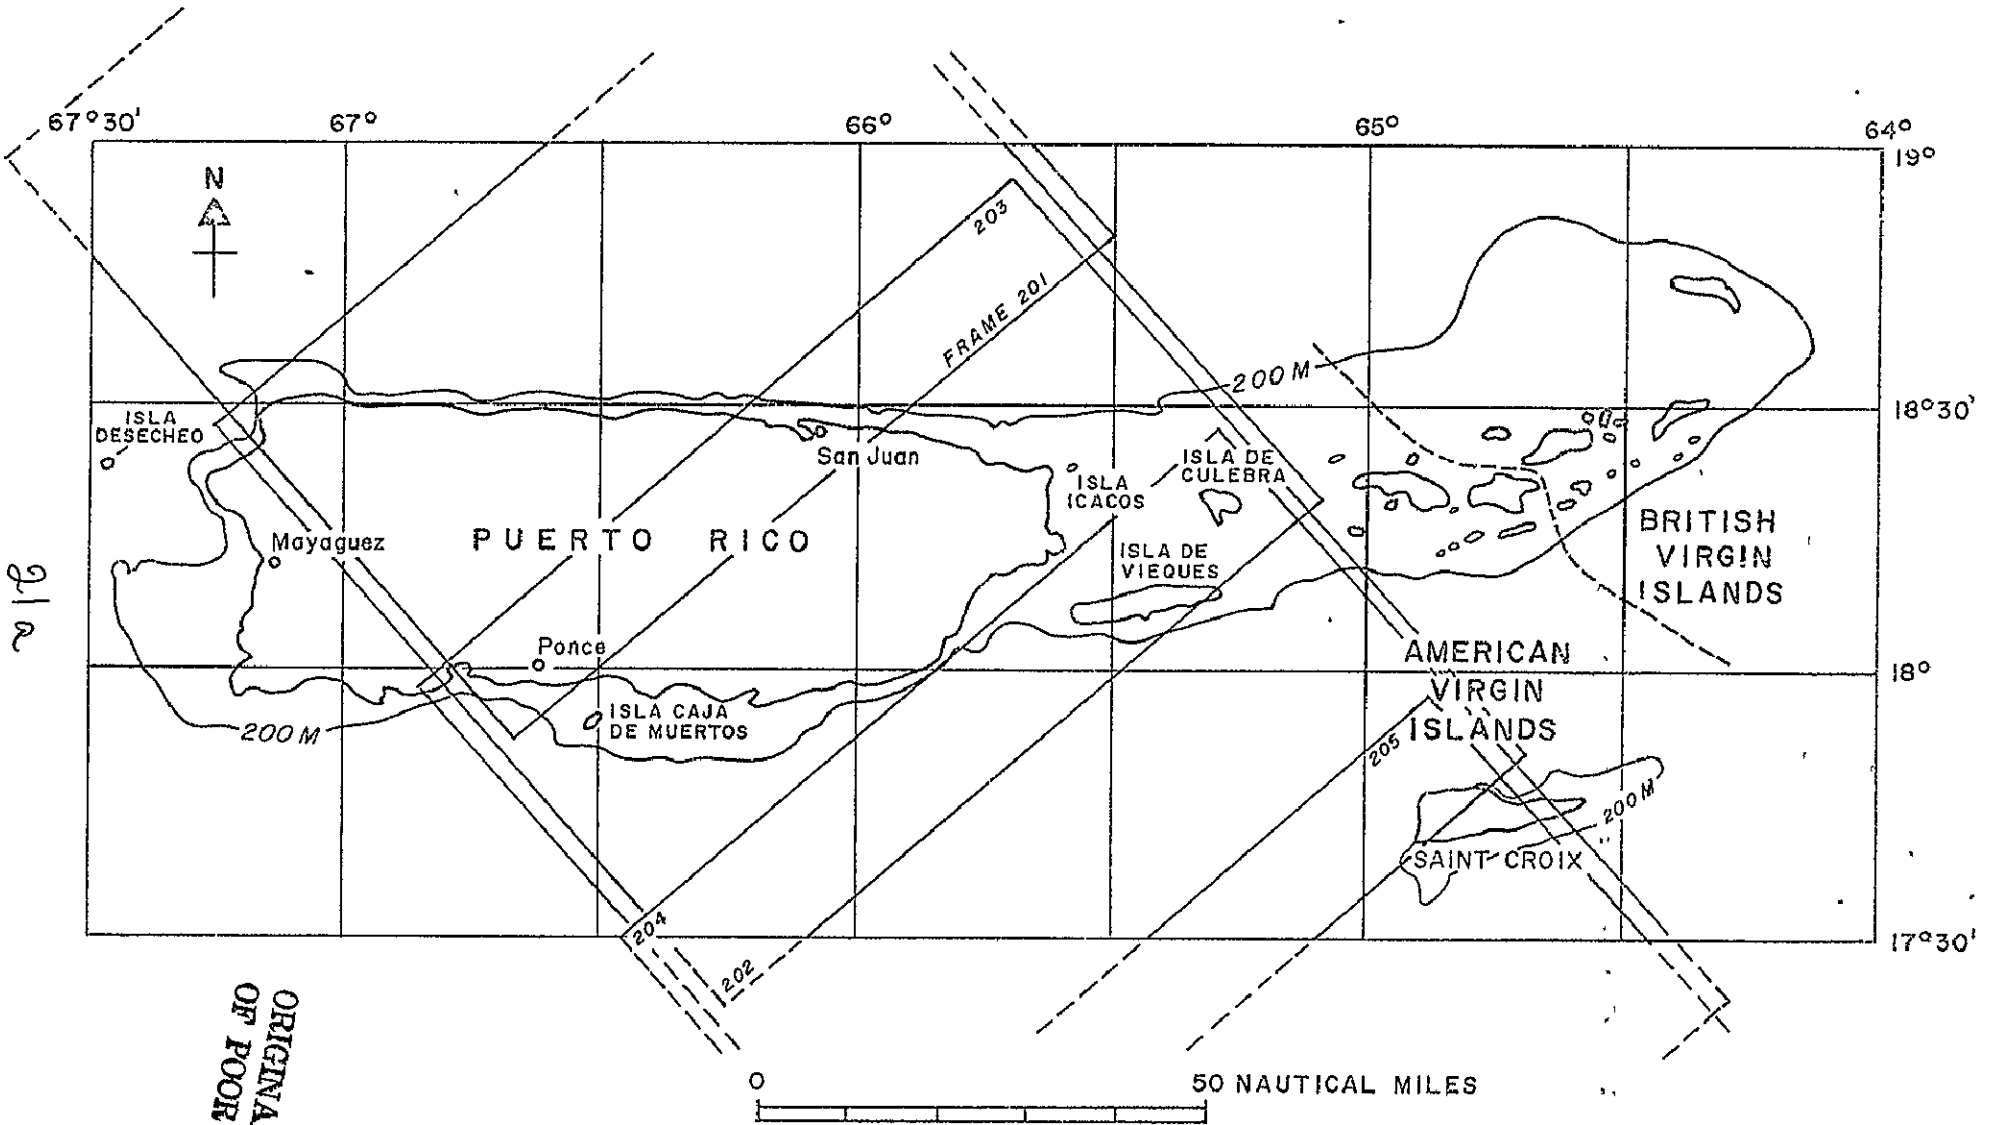 67°30'
67°
66°
65°
64°
19°
N
203
FRAME 201
200 M
18°30'
ISLA
DESECHEO
San Juan
ISLA
ICACOS
ISLA DE
CULEBRA
Mayaguez
PUERTO RICO
ISLA DE
VIEQUES
BRITISH
VIRGIN
ISLANDS
21a
Ponce
AMERICAN
VIRGIN
ISLANDS
18°
200 M
ISLA CAJA
DE MUERTOS
205
200 M
SAINT CROIX
204
202
17°30'
ORIGINA
OF POOR
0
50 NAUTICAL MILES